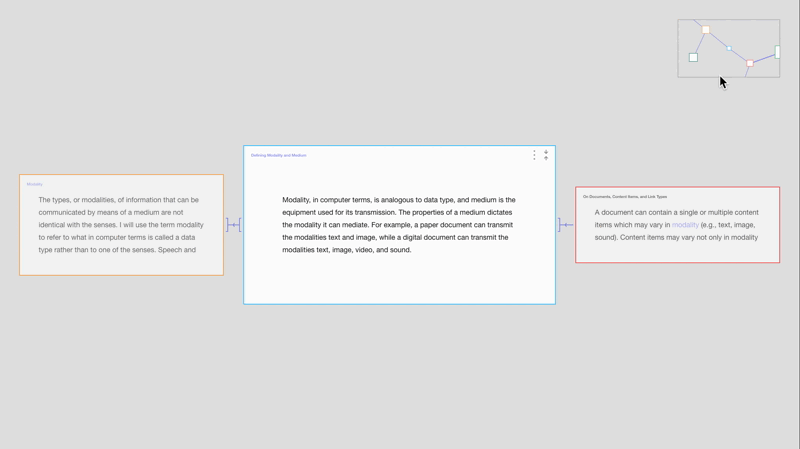 Modality
The types, or modalities, of information that can be
communicated by means of a medium are not
identical with the senses. I will use the term modality
to refer to what in computer terms is called a data
type rather than to one of the senses. Speech and
Defining Modality and Medium
Modality, in computer terms, is analogous to data type, and medium is the
equipment used for its transmission. The properties of a medium dictates
the modality it can mediate. For example, a paper document can transmit
the modalities text and image, while a digital document can transmit the
modalities text, image, video, and sound.
On Documents, Content Items, and Link Types
A document can contain a single or multiple content
items which may vary in modality (e.g., text, image,
sound). Content items may vary not only in modality